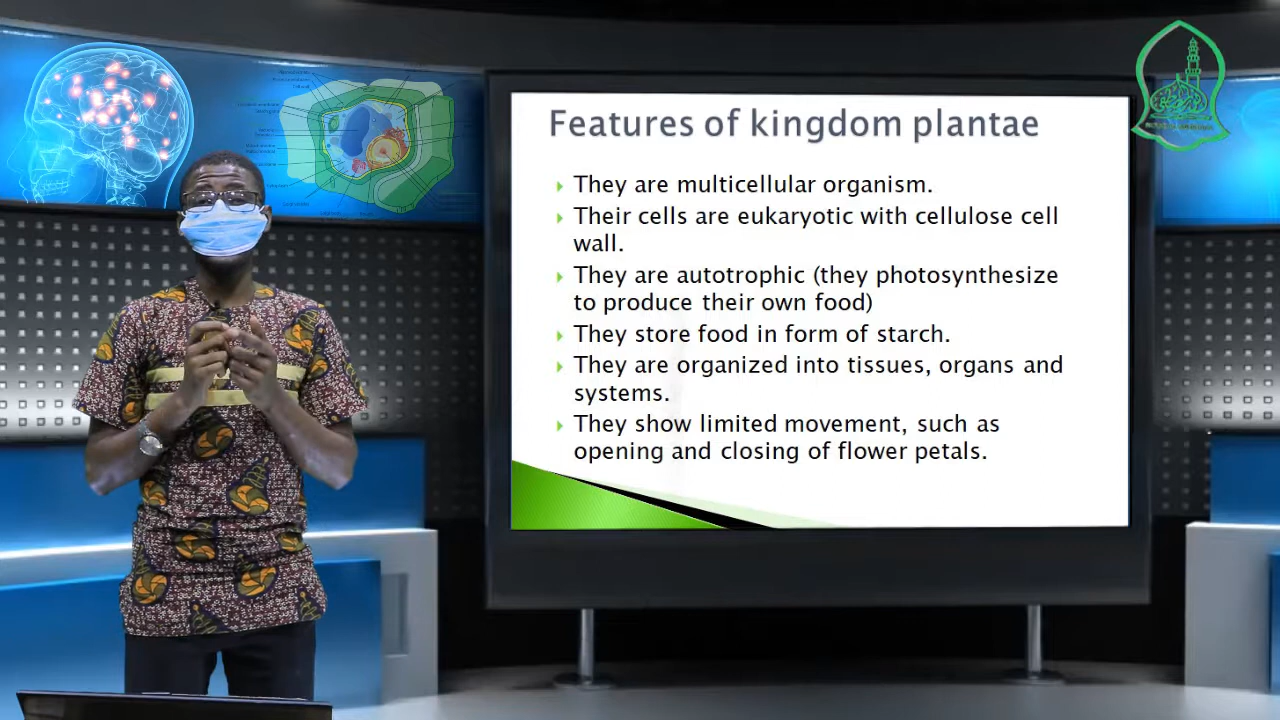 Features of kingdom plantae
They are multicellular organism.
Their cells are eukaryotic with cellulose cell
wall.
They are autotrophic (they photosynthesize
to produce their own food)
They store food in form of starch.
They are organized into tissues, organs and
systems.
They show limited movement, such as
opening and closing of flower petals.